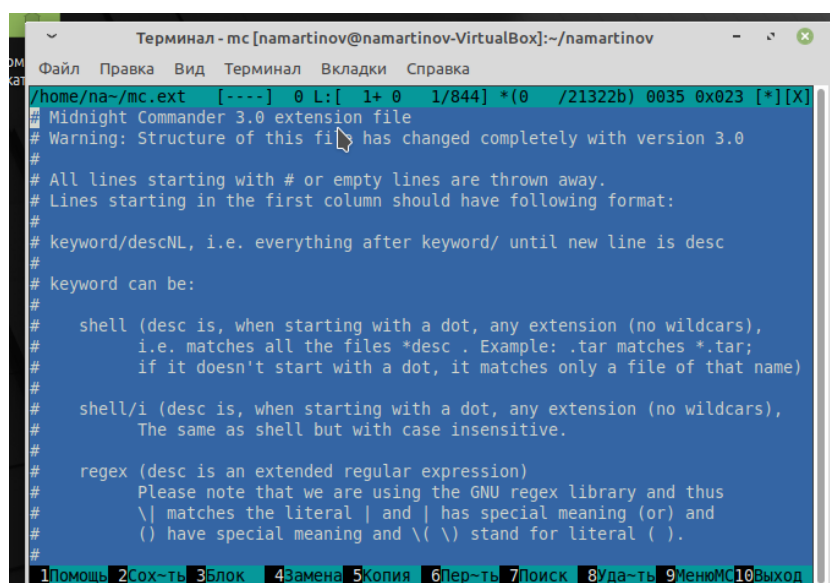 Терминал - mc [namartinov@namartinov-VirtualBox]:~/namartinov
Файл Правка Вид Терминал Вкладки Справка
/home/na~/mc.ext [----] 0 L:[ 1+ 0 1/844] *(0 /21322b) 0035 0x023 [*][X]
# Midnight Commander 3.0 extension file
# Warning: Structure of this file has changed completely with version 3.0
#
# All lines starting with # or empty lines are thrown away.
# Lines starting in the first column should have following format:
#
# keyword/descNL, i.e. everything after keyword/ until new line is desc
#
# keyword can be:
#
# shell (desc is, when starting with a dot, any extension (no wildcars),
# i.e. matches all the files *desc . Example: .tar matches *.tar;
# if it doesn't start with a dot, it matches only a file of that name)
#
# shell/i (desc is, when starting with a dot, any extension (no wildcars),
# The same as shell but with case insensitive.
#
# regex (desc is an extended regular expression)
# Please note that we are using the GNU regex library and thus
# \| matches the literal | and | has special meaning (or) and
# () have special meaning and \( \) stand for literal ( ).
#
1Помощь 2Сох~ть 3Блок 4Замена 5Копия 6Пер~ть 7Поиск 8Уда~ть 9МенюМС 10Выход